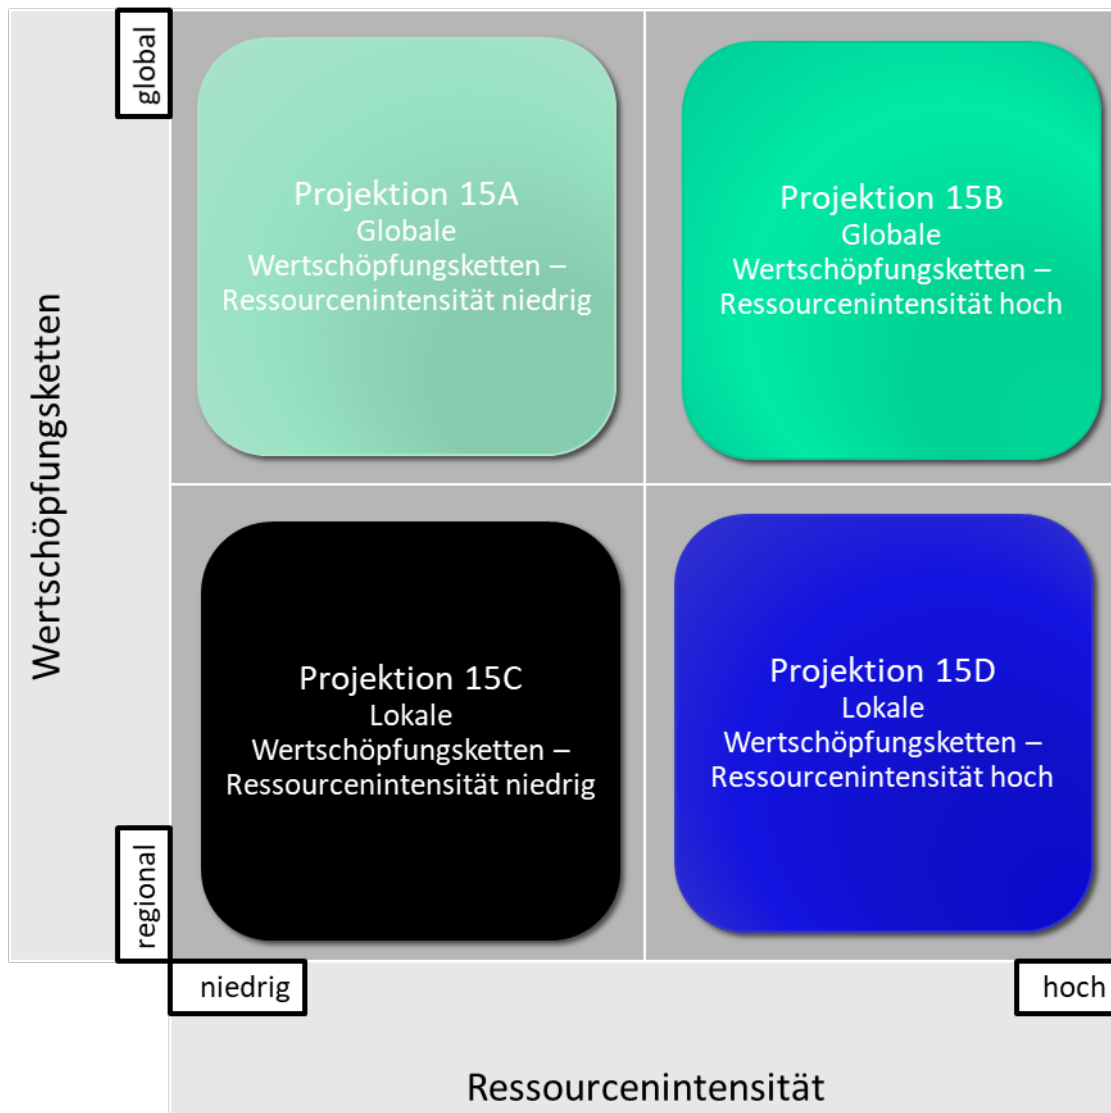 global
Projektion 15A
Globale
Wertschöpfungsketten –
Ressourcenintensität niedrig
Projektion 15B
Globale
Wertschöpfungsketten –
Ressourcenintensität hoch
Wertschöpfungsketten
Projektion 15C
Lokale
Wertschöpfungsketten –
Ressourcenintensität niedrig
Projektion 15D
Lokale
Wertschöpfungsketten –
Ressourcenintensität hoch
regional
niedrig
hoch
Ressourcenintensität